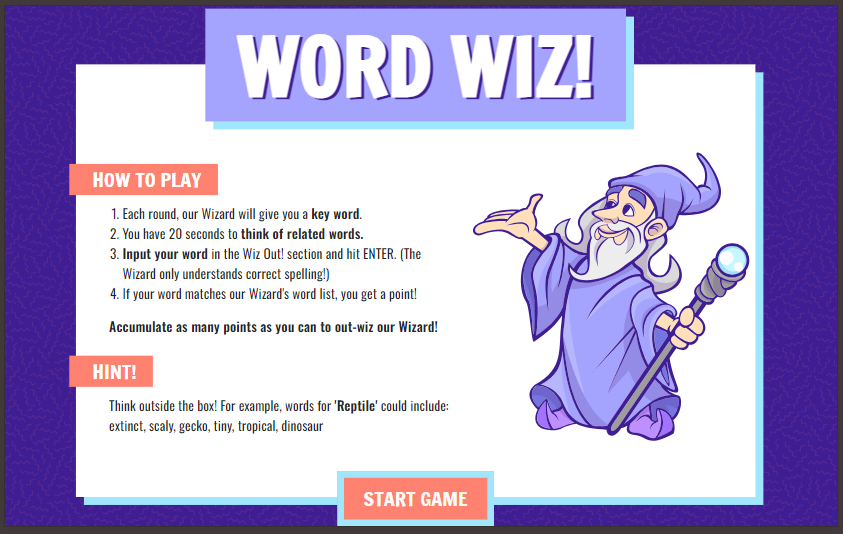 WORD WIZ!
HOW TO PLAY
1. Each round, our Wizard will give you a key word.
2. You have 20 seconds to think of related words.
3. Input your word in the Wiz Out! section and hit ENTER. (The
Wizard only understands correct spelling!)
4. If your word matches our Wizard's word list, you get a point!
Accumulate as many points as you can to out-wiz our Wizard!
HINT!
Think outside the box! For example, words for 'Reptile' could include:
extinct, scaly, gecko, tiny, tropical, dinosaur
START GAME